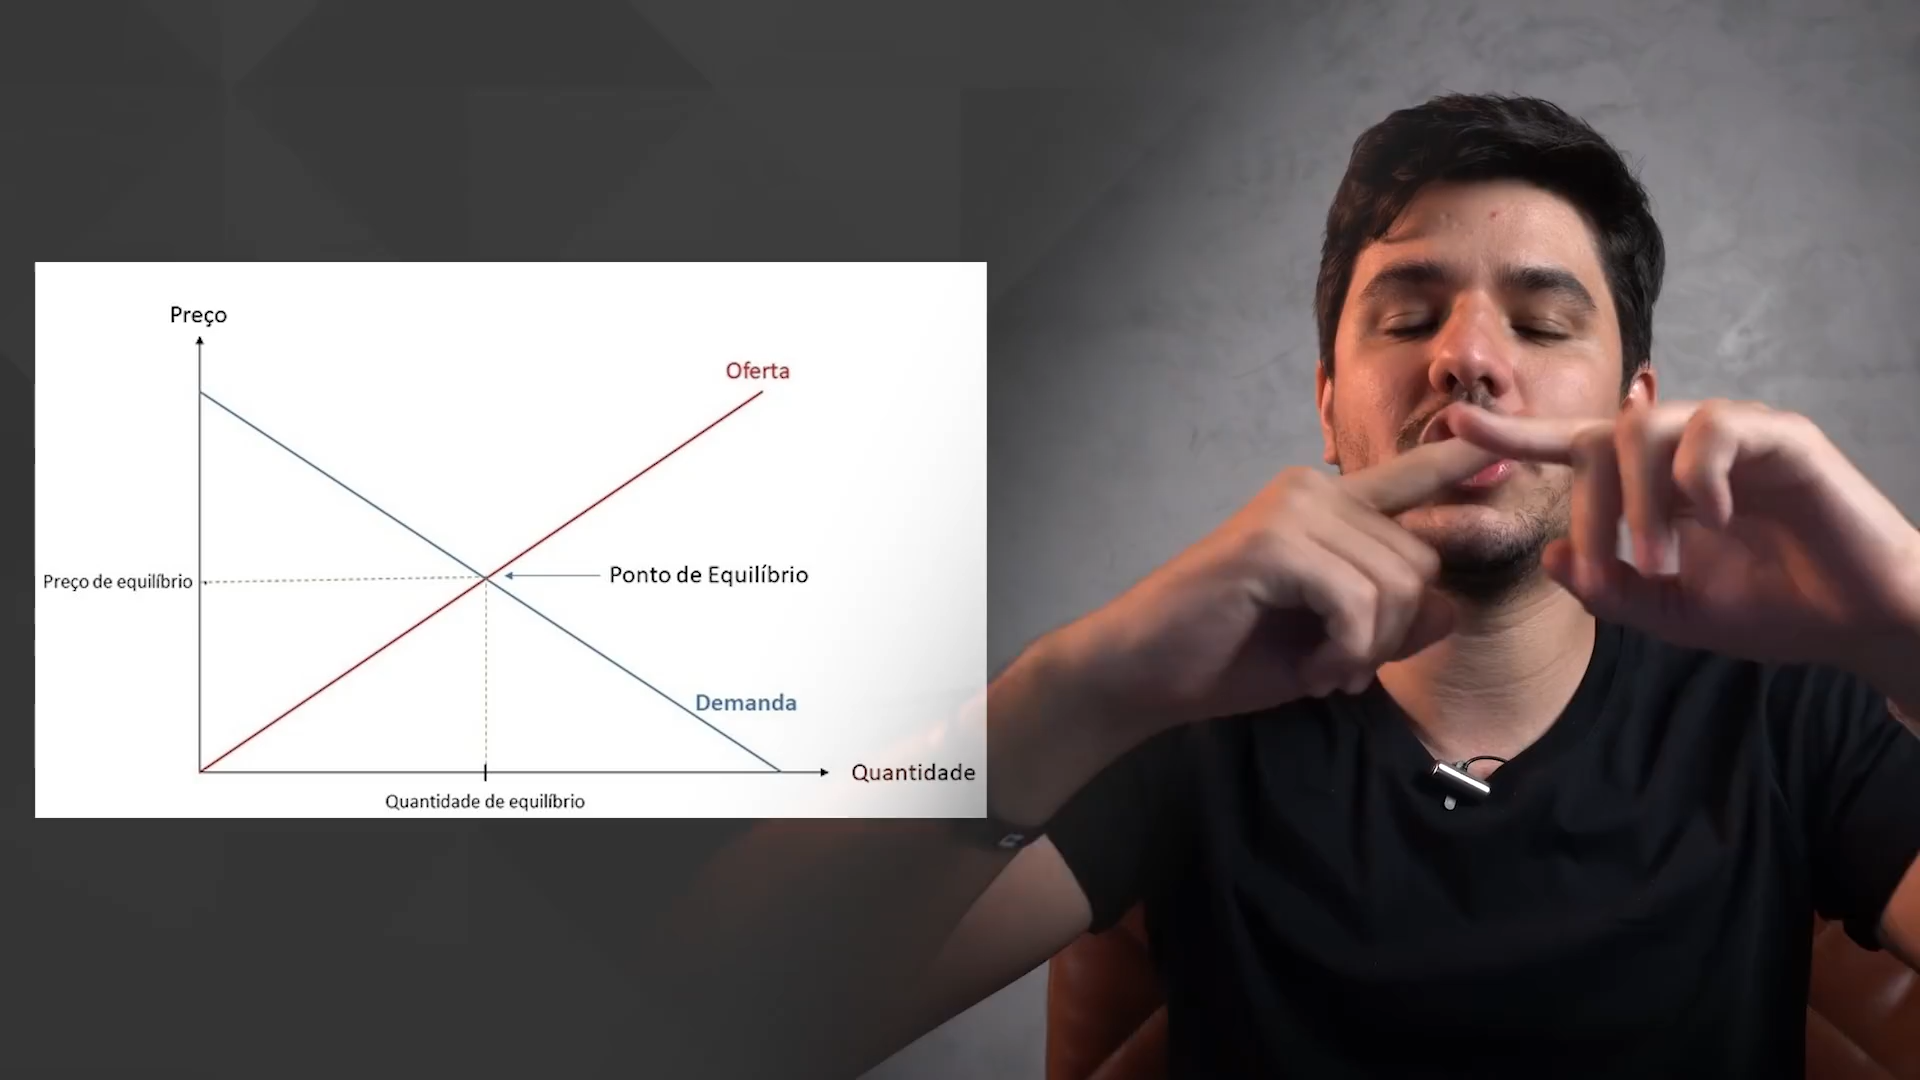 Preço
Oferta
Preço de equilíbrio
Ponto de Equilíbrio
Demanda
Quantidade
Quantidade de equilíbrio